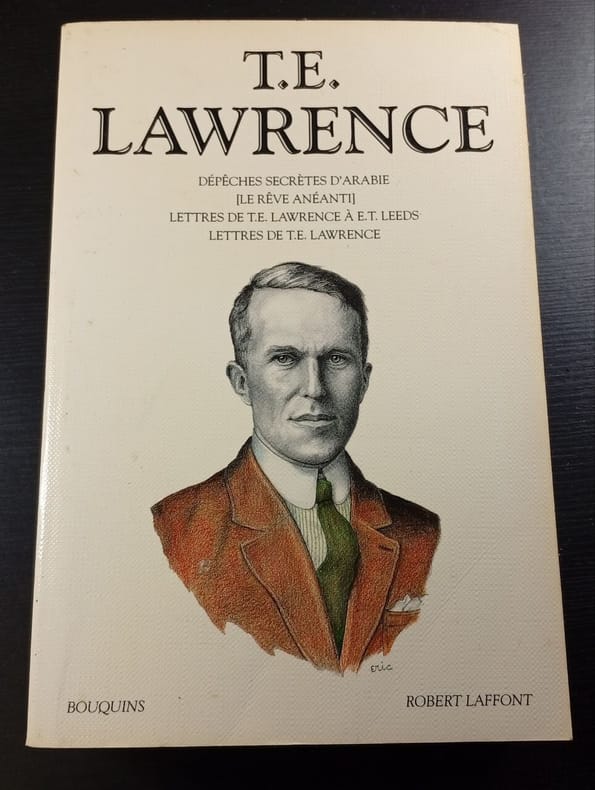 T.E.
LAWRENCE
DÉPÊCHES SECRÈTES D'ARABIE
[LE RÊVE ANÉANTI]
LETTRES DE T.E. LAWRENCE À E.T. LEEDS
LETTRES DE T.E. LAWRENCE
eric
BOUQUINS
ROBERT LAFFONT